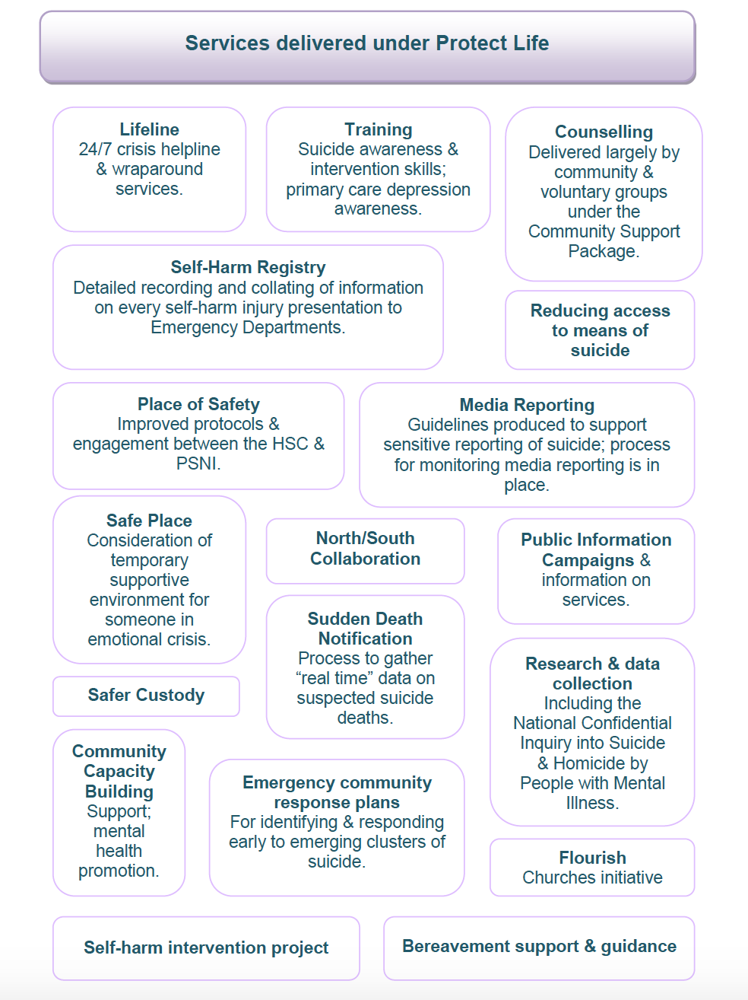 Services delivered under Protect Life
Lifeline
24/7 crisis helpline
& wraparound
services.
Training
Suicide awareness &
intervention skills;
primary care depression
awareness.
Counselling
Delivered largely by
community &
voluntary groups
under the
Community Support
Package.
Self-Harm Registry
Detailed recording and collating of information
on every self-harm injury presentation to
Emergency Departments.
Reducing access
to means of
suicide
Place of Safety
Improved protocols &
engagement between the HSC &
PSNI.
Media Reporting
Guidelines produced to support
sensitive reporting of suicide; process
for monitoring media reporting is in
place.
Safe Place
Consideration of
temporary
supportive
environment for
someone in
emotional crisis.
North/South
Collaboration
Public Information
Campaigns &
information on
services.
Sudden Death
Notification
Process to gather
“real time” data on
suspected suicide
deaths.
Research & data
collection
Including the
National Confidential
Inquiry into Suicide
& Homicide by
People with Mental
Illness.
Safer Custody
Community
Capacity
Building
Support;
mental
health
promotion.
Emergency community
response plans
For identifying & responding
early to emerging clusters of
suicide.
Flourish
Churches initiative
Self-harm intervention project
Bereavement support & guidance